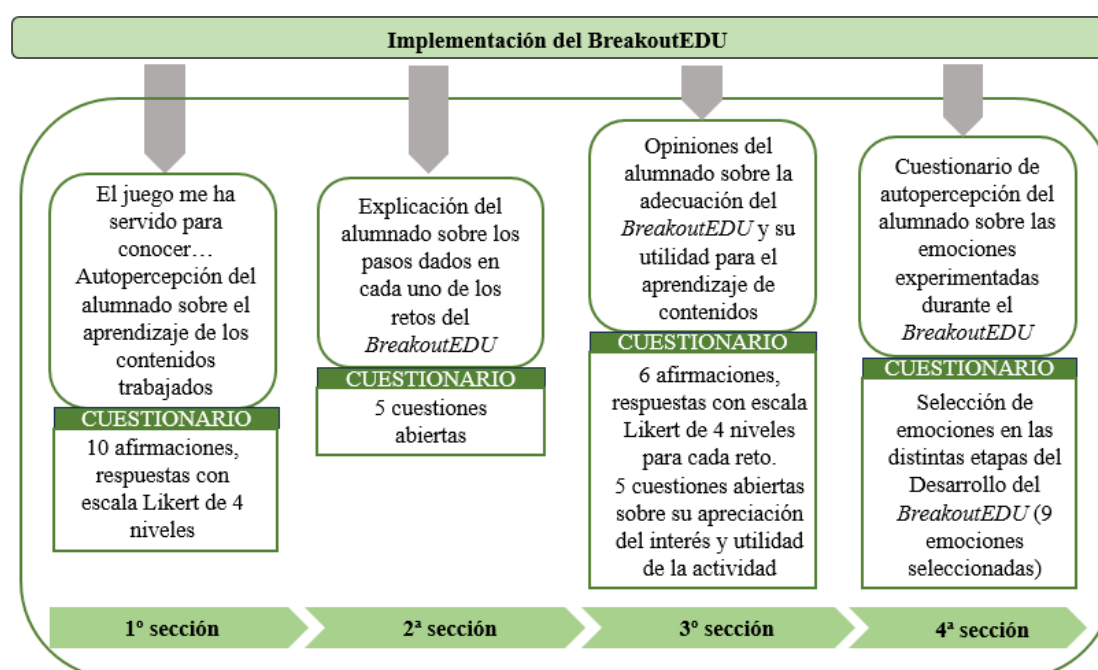 Implementación del BreakoutEDU
El juego me ha
servido para
conocer…
Autopercepción del
alumnado sobre el
aprendizaje de los
contenidos
trabajados
CUESTIONARIO
10 afirmaciones,
respuestas con
escala Likert de 4
niveles
Explicación del
alumnado sobre los
pasos dados en
cada uno de los
retos del
BreakoutEDU
CUESTIONARIO
5 cuestiones
abiertas
Opiniones del
alumnado sobre la
adecuación del
BreakoutEDU y su
utilidad para el
aprendizaje de
contenidos
CUESTIONARIO
6 afirmaciones,
respuestas con escala
Likert de 4 niveles
para cada reto.
5 cuestiones abiertas
sobre su apreciación
del interés y utilidad
de la actividad
Cuestionario de
autopercepción del
alumnado sobre las
emociones
experimentadas
durante el
BreakoutEDU
CUESTIONARIO
Selección de
emociones en las
distintas etapas del
Desarrollo del
BreakoutEDU (9
emociones
seleccionadas)
1º sección
2ª sección
3º sección
4ª sección